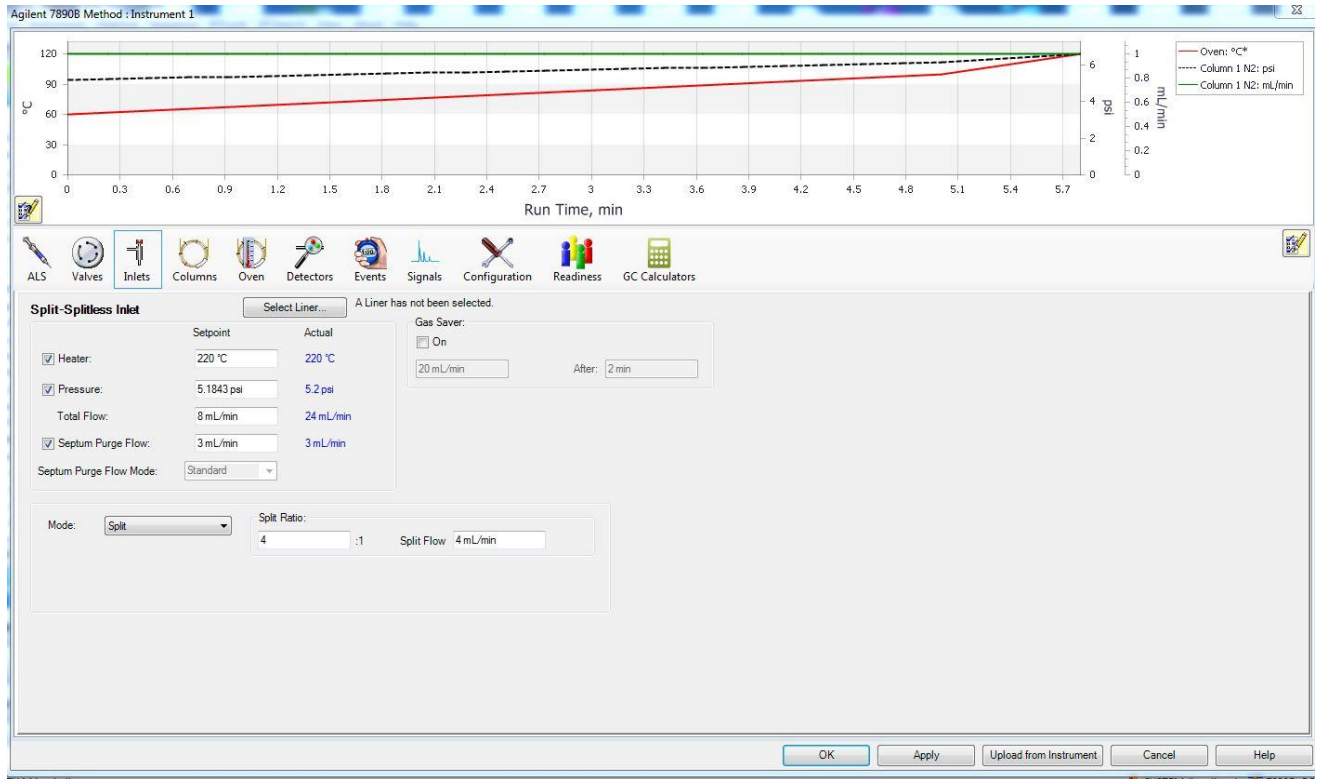 Agilent 7890B Method : Instrument 1
120
90
60
30
0
°C
0 0.3 0.6 0.9 1.2 1.5 1.8 2.1 2.4 2.7 3 3.3 3.6 3.9 4.2 4.5 4.8 5.1 5.4 5.7
Run Time, min
6
4
2
0
psi
1
0.8
0.6
0.4
0.2
0
mL/min
Oven: °C*
Column 1 N2: psi
Column 1 N2: mL/min
ALS Valves Inlets Columns Oven Detectors Events Signals Configuration Readiness GC Calculators
Split-Splitless Inlet Select Liner... A Liner has not been selected.
Setpoint Actual
Heater: 220 °C 220 °C
Pressure: 5.1843 psi 5.2 psi
Total Flow: 8 mL/min 24 mL/min
Septum Purge Flow: 3 mL/min 3 mL/min
Septum Purge Flow Mode: Standard
Gas Saver:
On
20 mL/min After: 2 min
Mode: Split
Split Ratio:
4 :1 Split Flow 4 mL/min
OK Apply Upload from Instrument Cancel Help